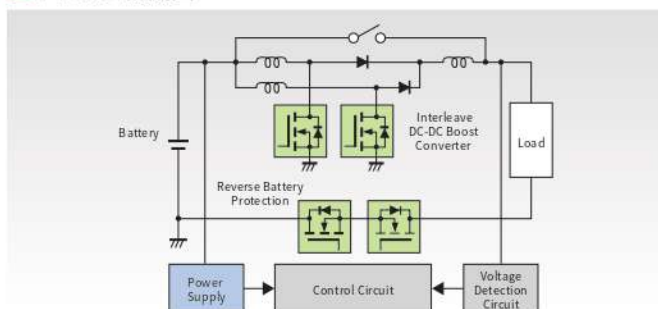 Battery
Interleave
DC-DC Boost
Converter
Load
Reverse Battery
Protection
Power
Supply
Control Circuit
Voltage
Detection
Circuit